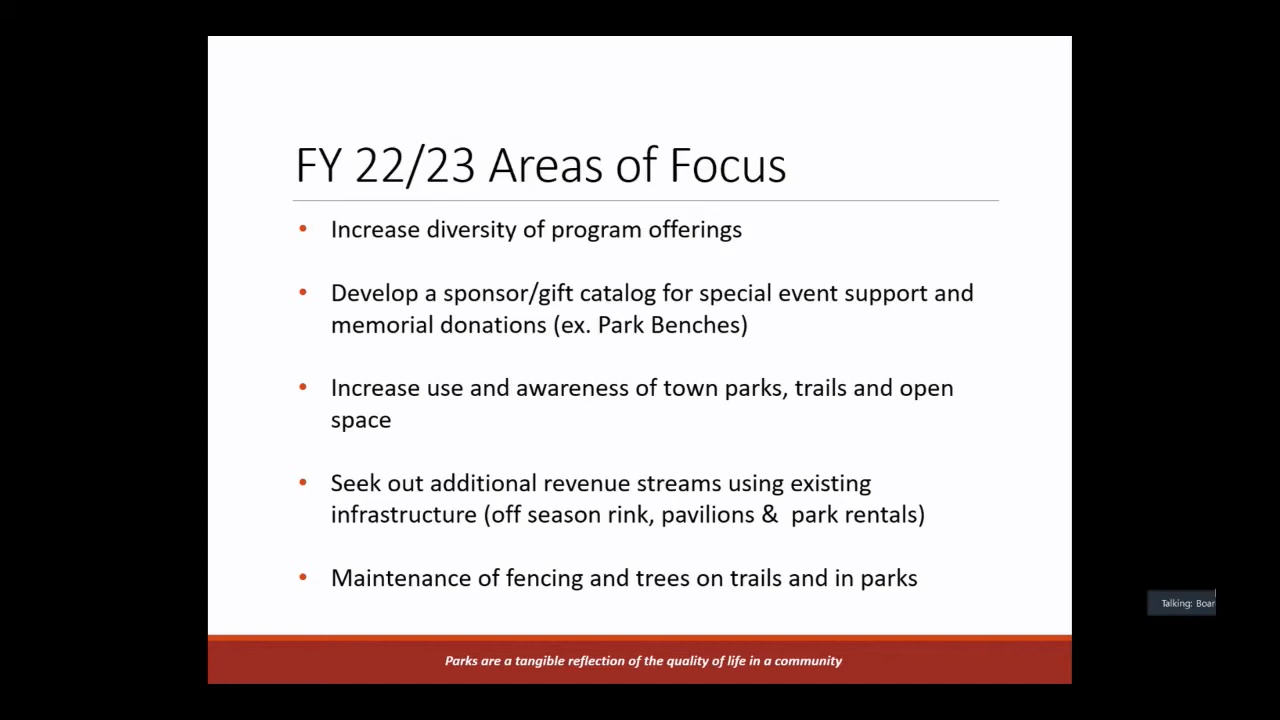 FY 22/23 Areas of Focus
• Increase diversity of program offerings
• Develop a sponsor/gift catalog for special event support and
memorial donations (ex. Park Benches)
• Increase use and awareness of town parks, trails and open
space
• Seek out additional revenue streams using existing
infrastructure (off season rink, pavilions & park rentals)
• Maintenance of fencing and trees on trails and in parks
Talking: Boar
Parks are a tangible reflection of the quality of life in a community